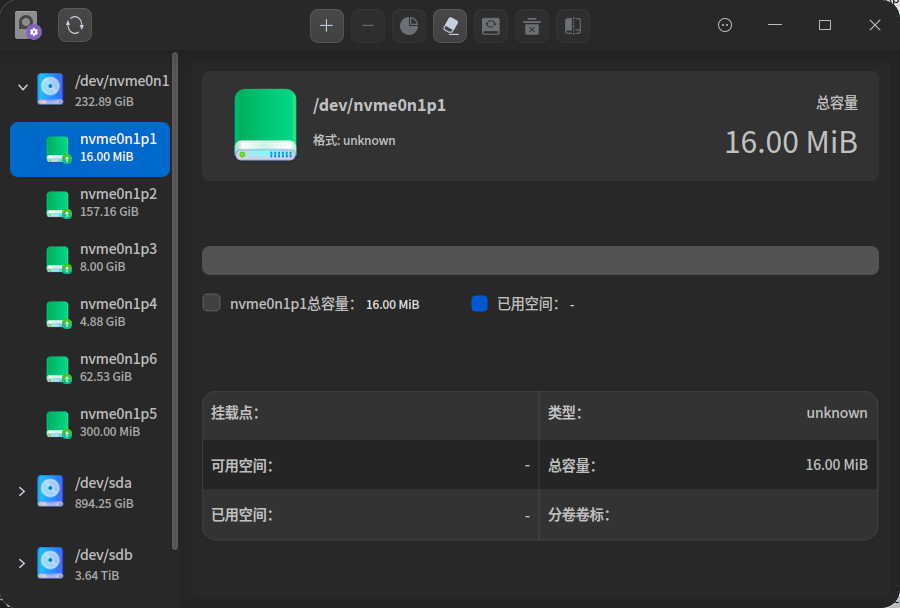 /dev/nvme0n1
232.89 GiB
nvme0n1p1
16.00 MiB
nvme0n1p2
157.16 GiB
nvme0n1p3
8.00 GiB
nvme0n1p4
4.88 GiB
nvme0n1p6
62.53 GiB
nvme0n1p5
300.00 MiB
/dev/sda
894.25 GiB
/dev/sdb
3.64 TiB
/dev/nvme0n1p1
格式: unknown
总容量
16.00 MiB
nvme0n1p1总容量： 16.00 MiB
已用空间： -
挂载点：
类型： unknown
可用空间： -
总容量： 16.00 MiB
已用空间： -
分卷卷标：